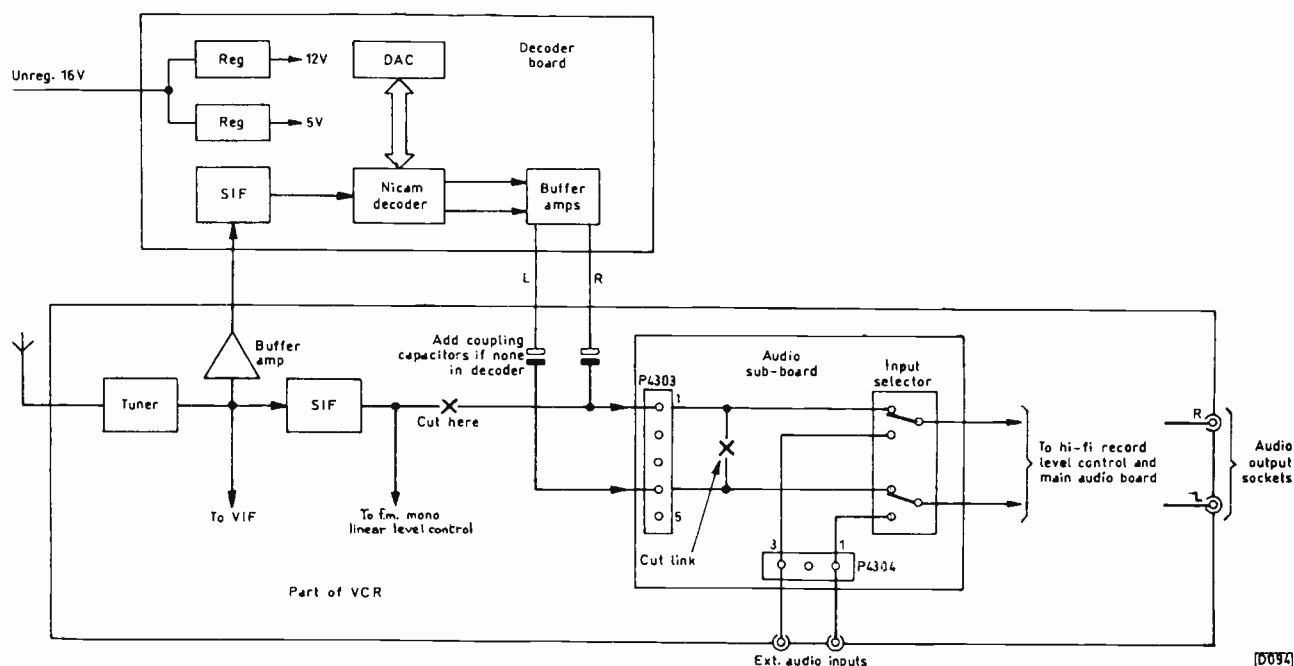 Unreg. 16V
Reg
12V
Reg
5V
DAC
Decoder
board
SIF
Nicam
decoder
Buffer
amps
L
R
Buffer
amp
Add coupling
capacitors if none
in decoder
Tuner
SIF
Cut here
To VIF
To f.m. mono
linear level control
P4303
1
5
Audio
sub-board
Input
selector
Cut link
3
1
P4304
To hi-fi record
level control and
main audio board
R
L
Audio
output
sockets
Part of VCR
Ext. audio inputs
D094